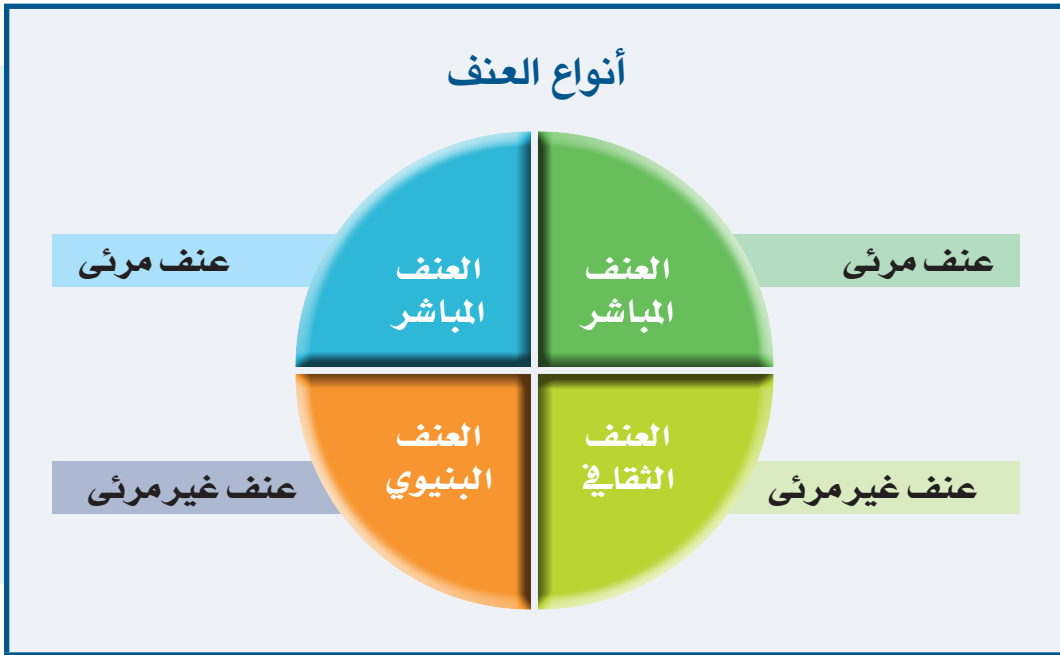 أنواع العنف
عنف مرئى
العنف
المباشر
العنف
المباشر
عنف مرئى
عنف غير مرئى
العنف
الثقافي
العنف
البنيوي
عنف غير مرئى